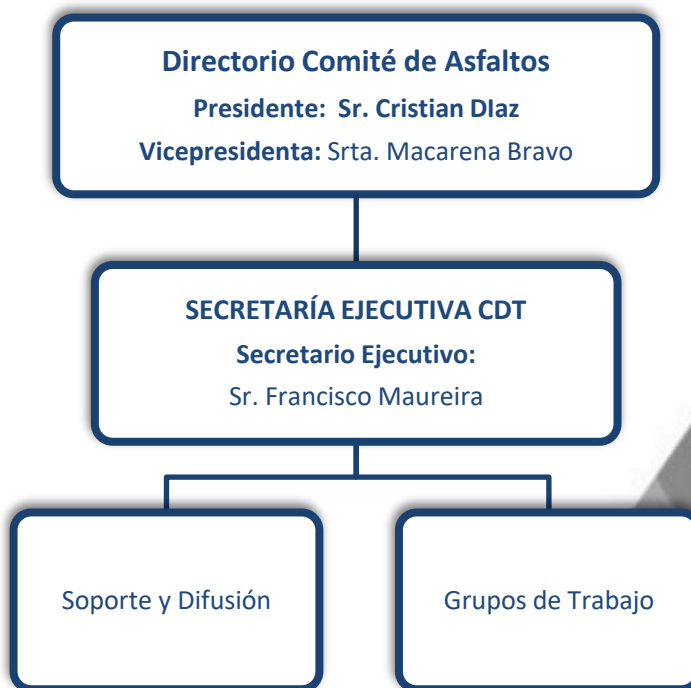 Directorio Comité de Asfaltos
Presidente: Sr. Cristian DIaz
Vicepresidenta: Srta. Macarena Bravo
SECRETARÍA EJECUTIVA CDT
Secretario Ejecutivo:
Sr. Francisco Maureira
Soporte y Difusión
Grupos de Trabajo